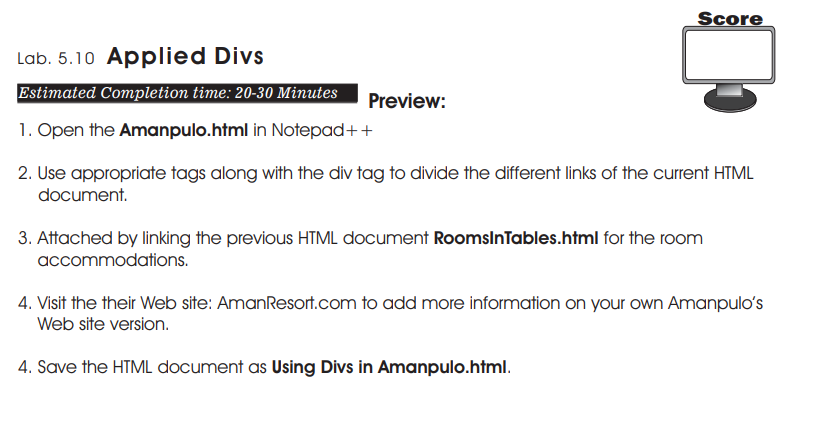 Score
Lab. 5.10 Applied Divs
Estimated Completion time: 20-30 Minutes
Preview:
1. Open the Amanpulo.html in Notepad++
2. Use appropriate tags along with the div tag to divide the different links of the current HTML
document.
3. Attached by linking the previous HTML document RoomsInTables.html for the room
accommodations.
4. Visit the their Web site: AmanResort.com to add more information on your own Amanpulo's
Web site version.
4. Save the HTML document as Using Divs in Amanpulo.html.